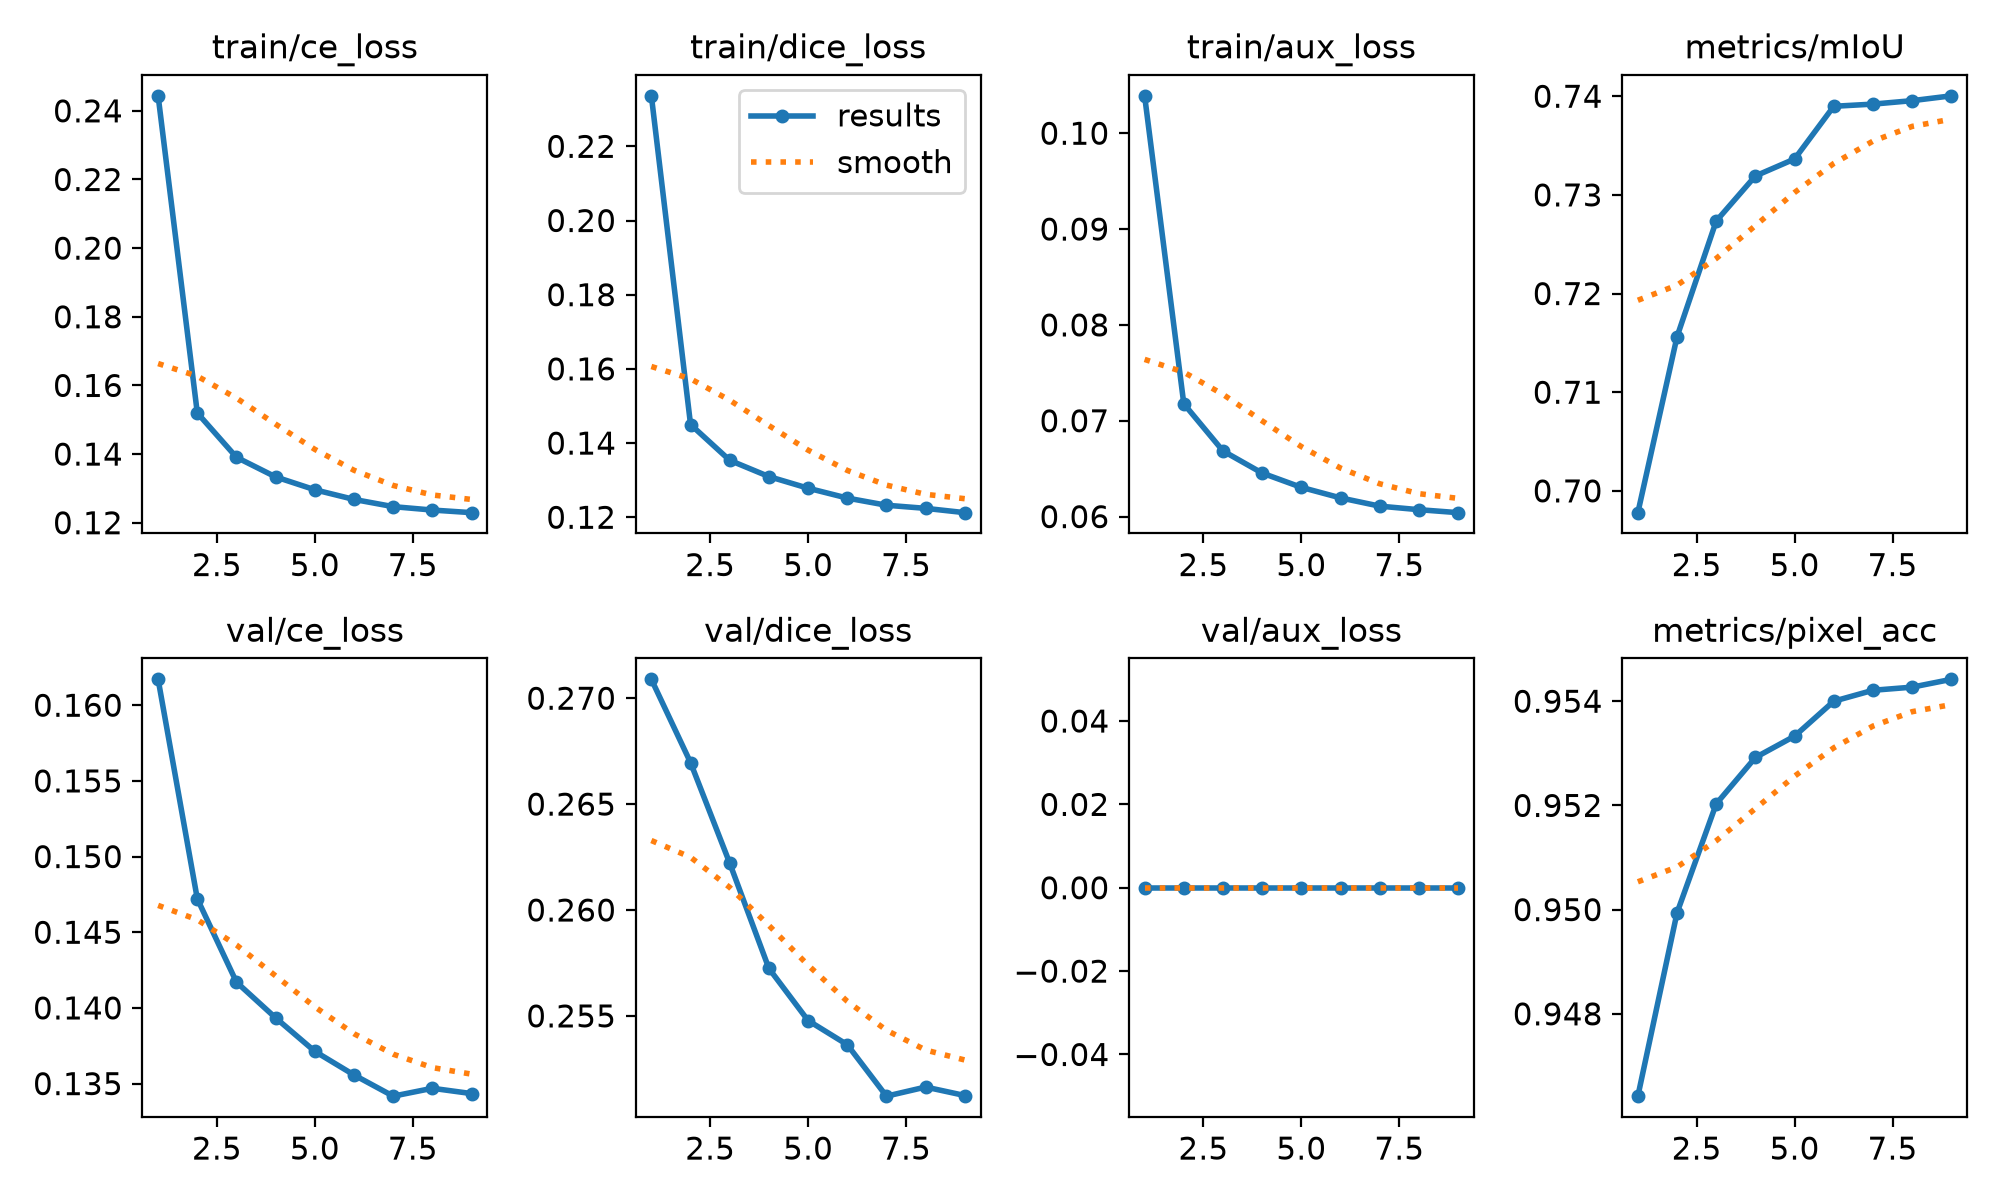 train/ce_loss
0.24
0.22
0.20
0.18
0.16
0.14
0.12
2.5 5.0 7.5
train/dice_loss
results
smooth
0.22
0.20
0.18
0.16
0.14
0.12
2.5 5.0 7.5
train/aux_loss
0.10
0.09
0.08
0.07
0.06
2.5 5.0 7.5
metrics/mIoU
0.74
0.73
0.72
0.71
0.70
2.5 5.0 7.5
val/ce_loss
0.160
0.155
0.150
0.145
0.140
0.135
2.5 5.0 7.5
val/dice_loss
0.270
0.265
0.260
0.255
2.5 5.0 7.5
val/aux_loss
0.04
0.02
0.00
−0.02
−0.04
2.5 5.0 7.5
metrics/pixel_acc
0.954
0.952
0.950
0.948
2.5 5.0 7.5